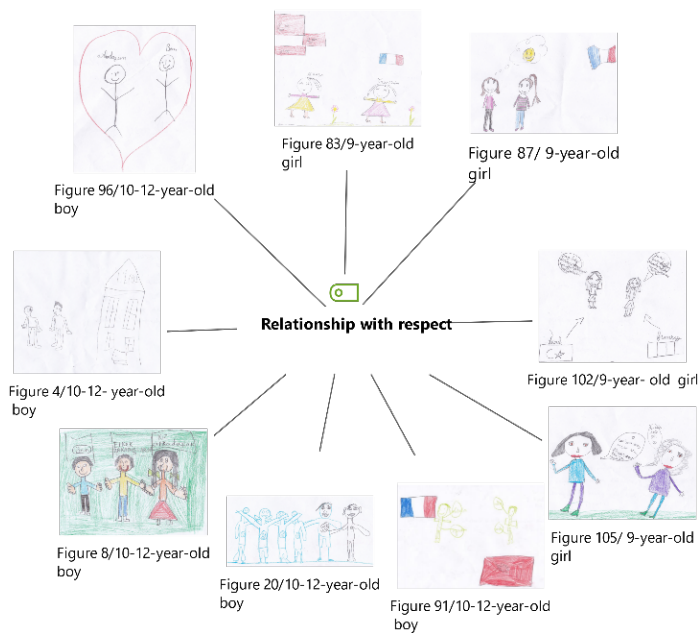 Figure 96/10-12-year-old
boy
Figure 83/9-year-old
girl
Figure 87/ 9-year-old
girl
Relationship with respect
Figure 4/10-12- year-old
boy
Figure 102/9-year- old girl
Figure 8/10-12-year-old
boy
Figure 20/10-12-year-old
boy
Figure 91/10-12-year-old
boy
Figure 105/ 9-year-old
girl